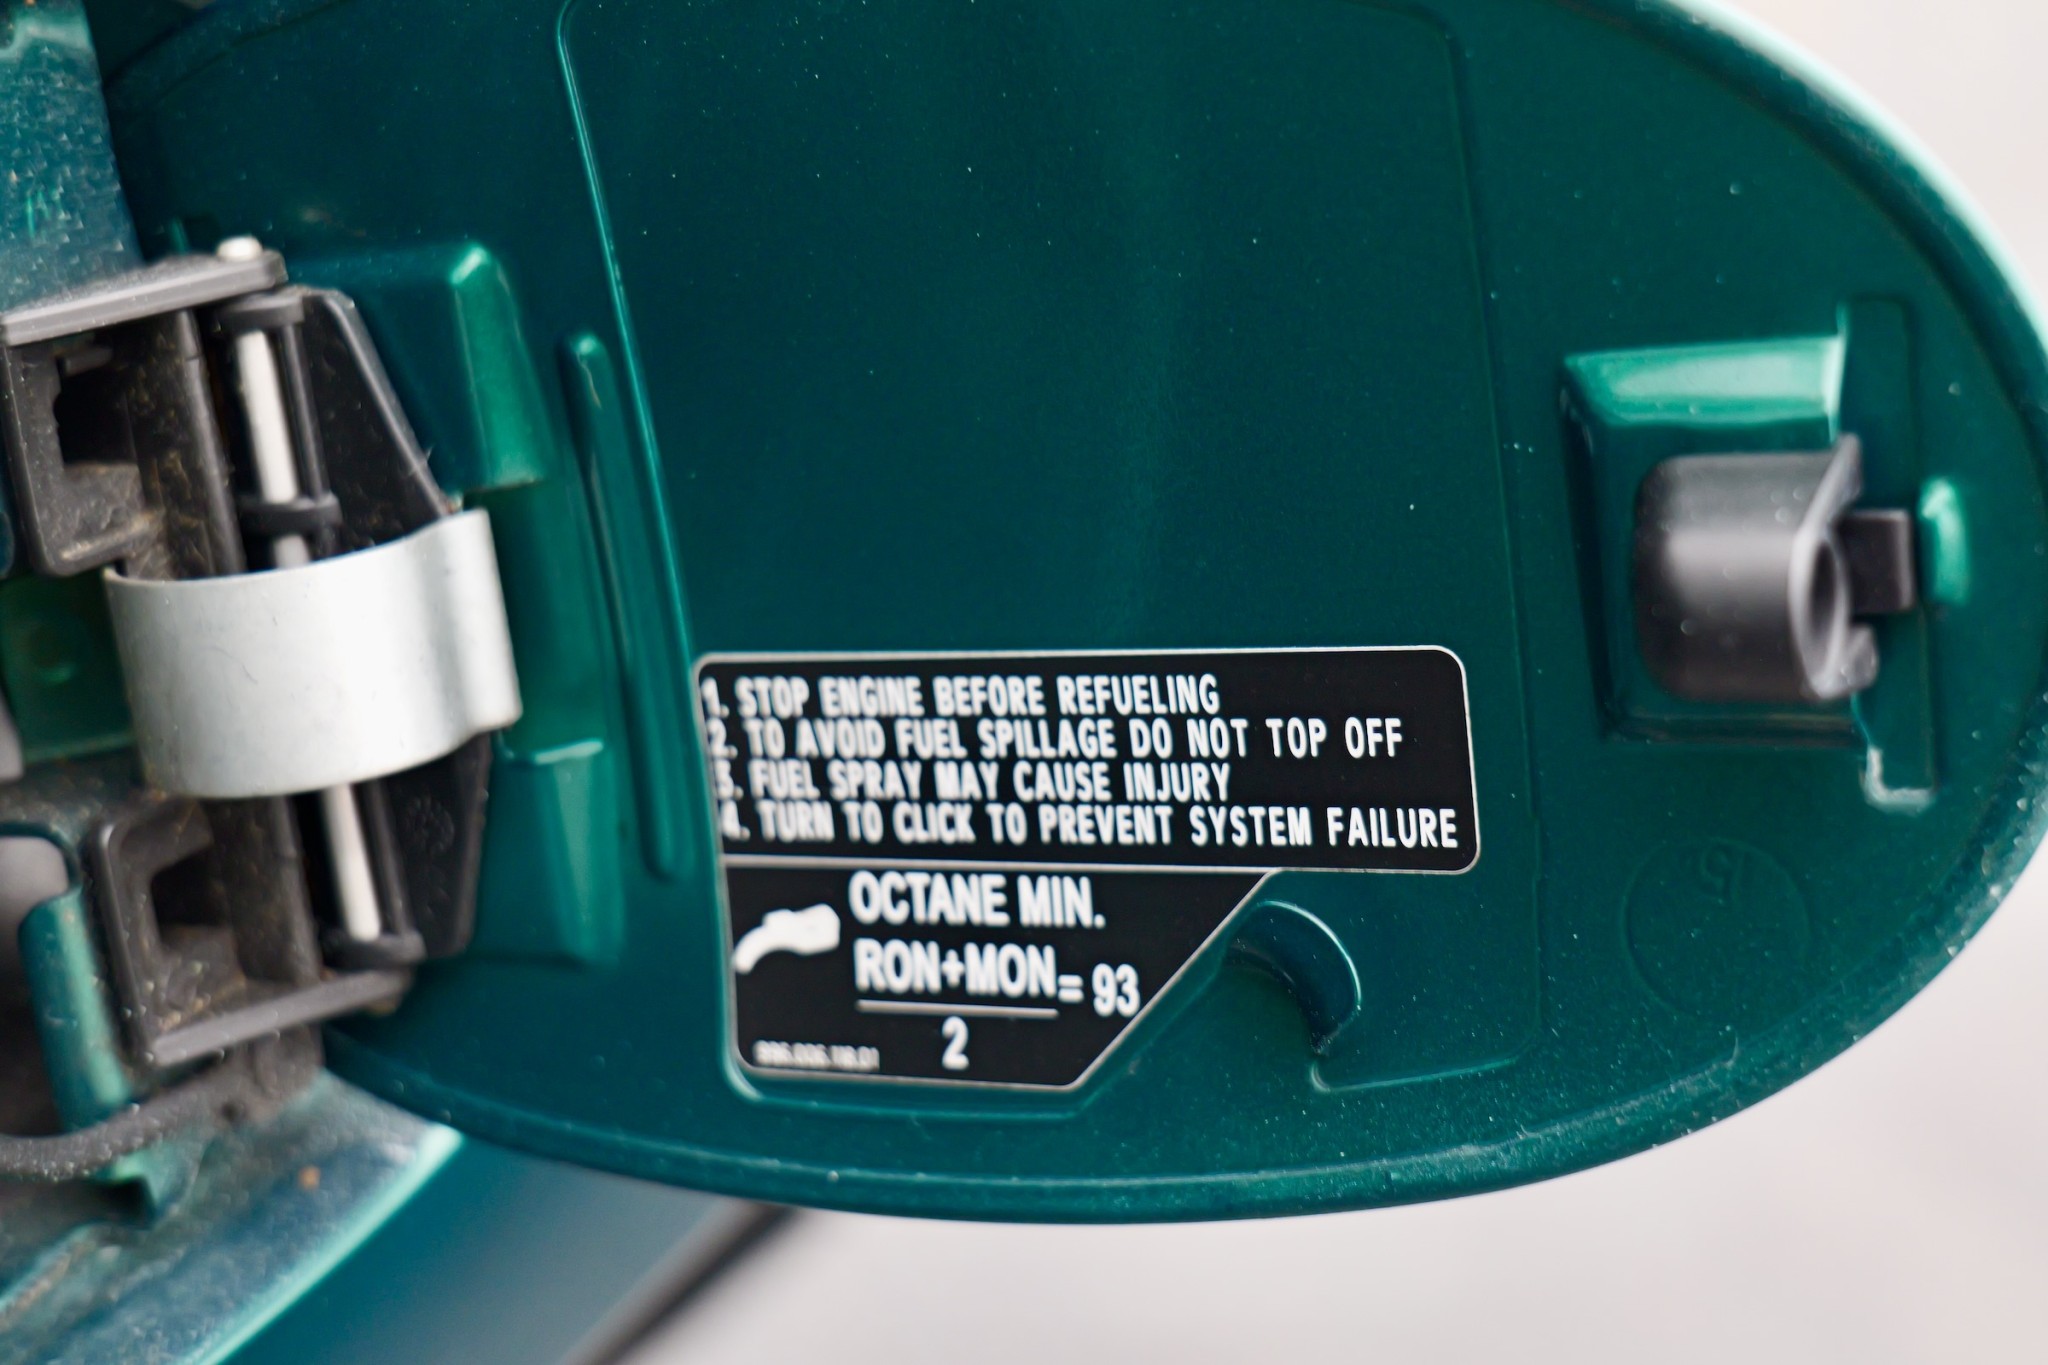 1. STOP ENGINE BEFORE REFUELING
2. TO AVOID FUEL SPILLAGE DO NOT TOP OFF
3. FUEL SPRAY MAY CAUSE INJURY
4. TURN TO CLICK TO PREVENT SYSTEM FAILURE
OCTANE MIN.
RON+MON = 93
2